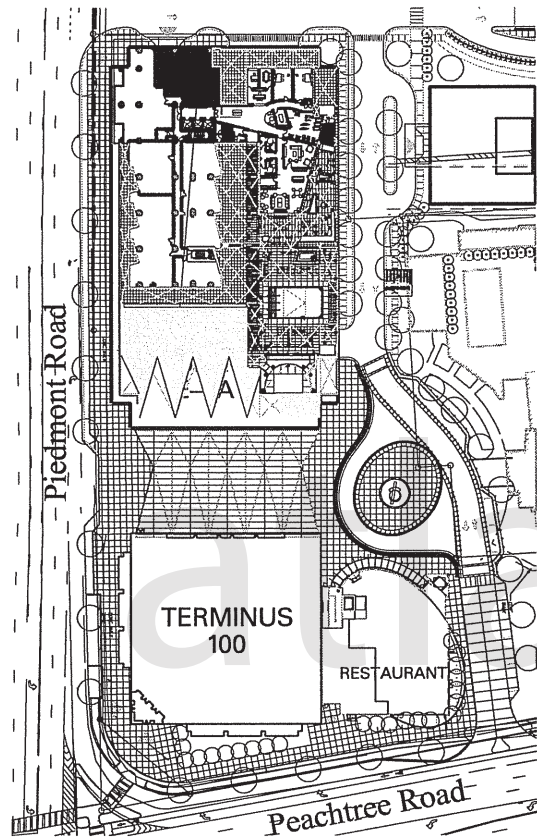 Piedmont Road
A
TERMINUS
100
RESTAURANT
Peachtree Road